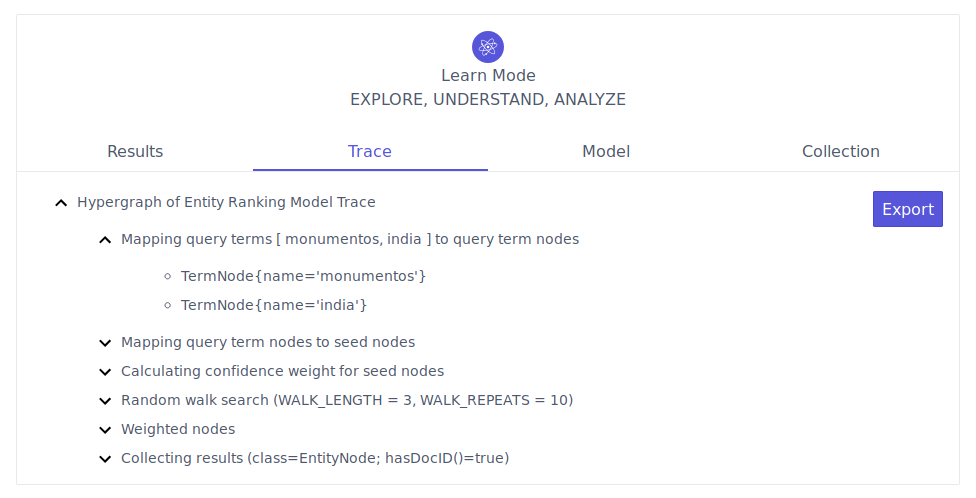 Learn Mode
EXPLORE, UNDERSTAND, ANALYZE
Results Trace Model Collection
Hypergraph of Entity Ranking Model Trace
Export
Mapping query terms [ monumentos, india ] to query term nodes
TermNode{name='monumentos'}
TermNode{name='india'}
Mapping query term nodes to seed nodes
Calculating confidence weight for seed nodes
Random walk search (WALK_LENGTH = 3, WALK_REPEATS = 10)
Weighted nodes
Collecting results (class=EntityNode; hasDocID()=true)